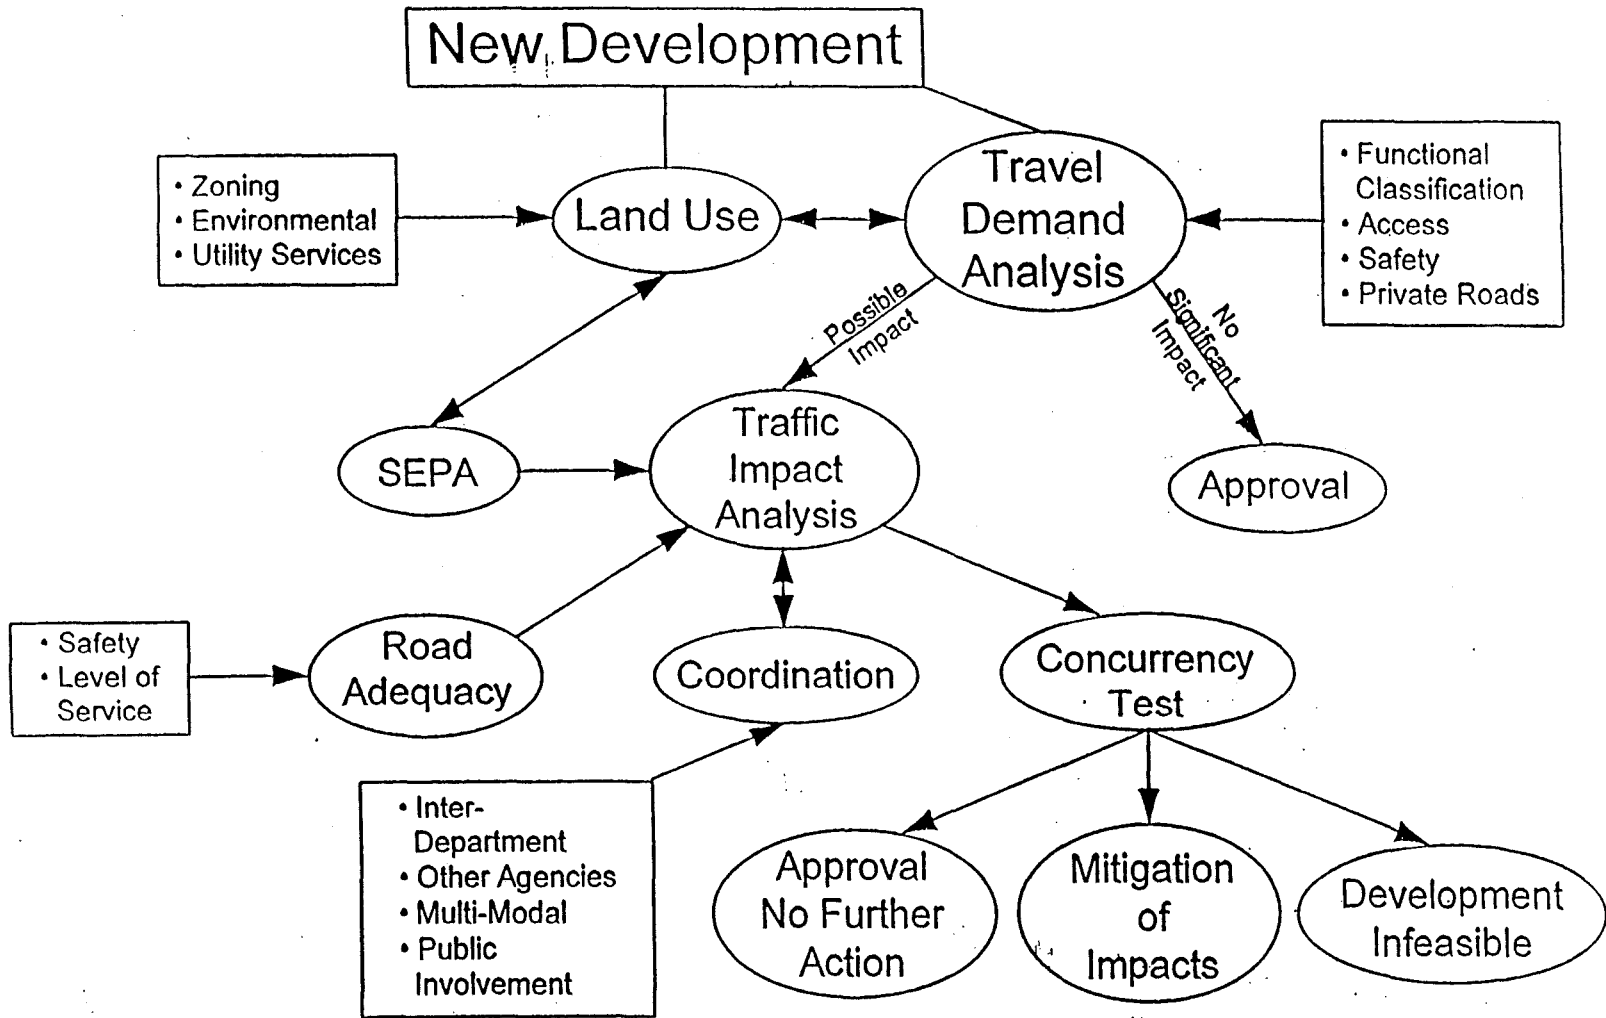 New Development
• Zoning
• Environmental
• Utility Services
Land Use
Travel
Demand
Analysis
• Functional
Classification
• Access
• Safety
• Private Roads
Possible
Impact
No
Significant
Impact
SEPA
Traffic
Impact
Analysis
Approval
• Safety
• Level of
Service
Road
Adequacy
Coordination
Concurrency
Test
• Inter-
Department
• Other Agencies
• Multi-Modal
• Public
Involvement
Approval
No Further
Action
Mitigation
of
Impacts
Development
Infeasible